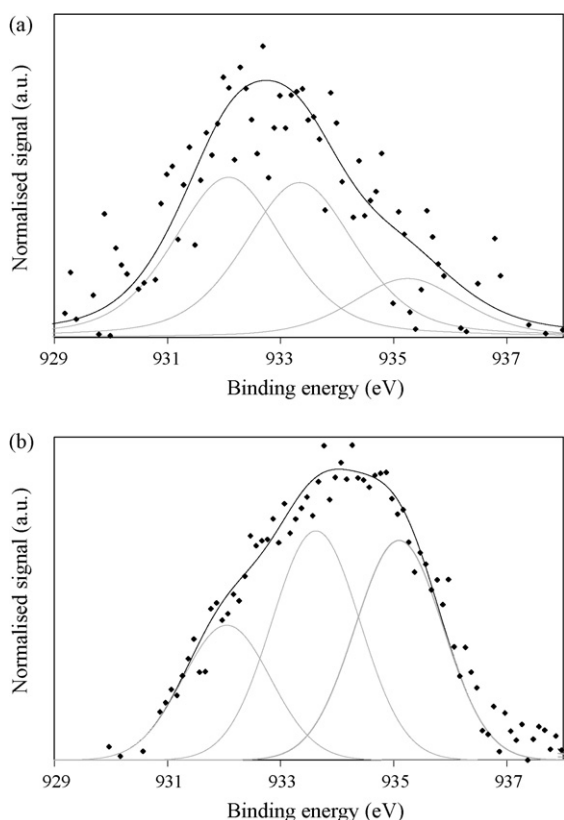 (a)
Normalised signal (a.u.)
929 931 933 935 937
Binding energy (eV)
(b)
Normalised signal (a.u.)
929 931 933 935 937
Binding energy (eV)